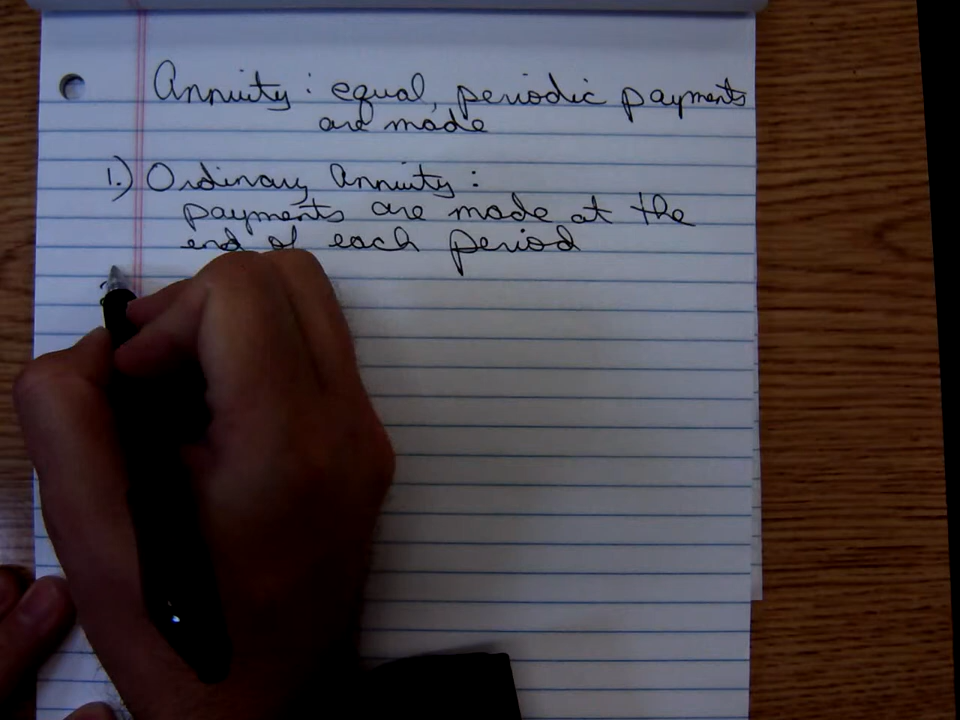 Annuity: equal, periodic payments
are made
1.) Ordinary Annuity:
payments are made at the
end of each period